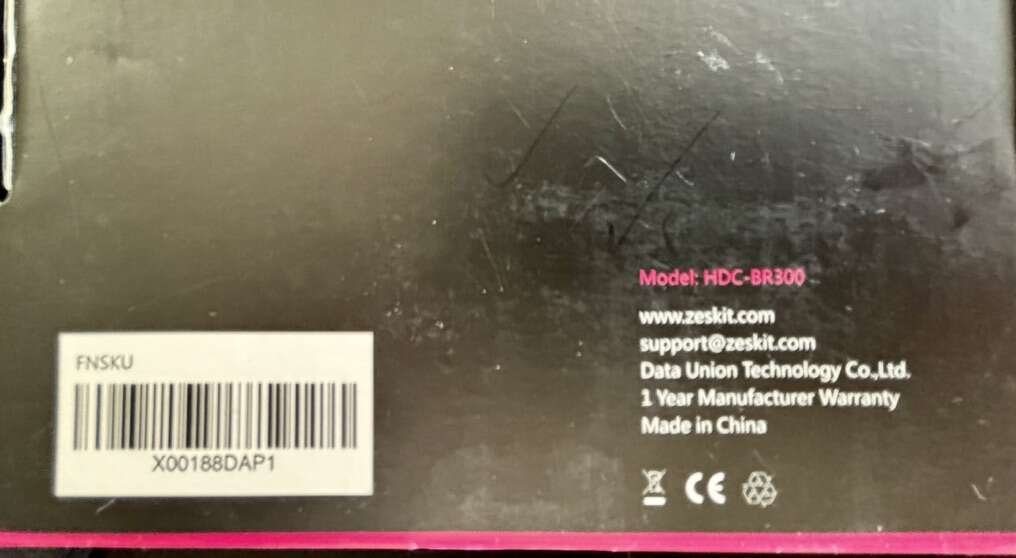 Model: HDC-BR300
www.zeskit.com
support@zeskit.com
Data Union Technology Co.,Ltd.
1 Year Manufacturer Warranty
Made in China
CE
FNSKU
X00188DAP1